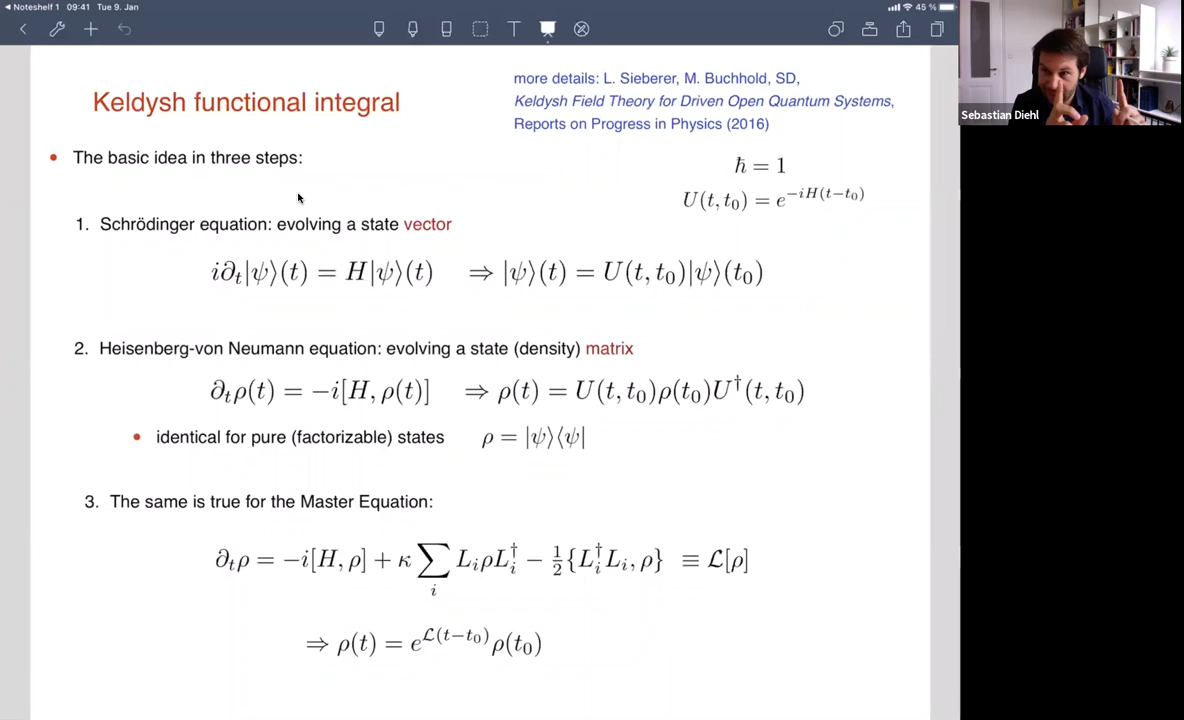 Noteshelf 1 09:41 Tue 9. Jan
45 %
Keldysh functional integral
more details: L. Sieberer, M. Buchhold, SD,
Keldysh Field Theory for Driven Open Quantum Systems,
Reports on Progress in Physics (2016)
Sebastian Diehl
• The basic idea in three steps:
ℏ = 1
U(t, t₀) = e^{−iH(t−t₀)}
1. Schrödinger equation: evolving a state vector
i∂ₜ|ψ⟩(t) = H|ψ⟩(t) ⇒ |ψ⟩(t) = U(t, t₀)|ψ⟩(t₀)
2. Heisenberg-von Neumann equation: evolving a state (density) matrix
∂ₜρ(t) = −i[H, ρ(t)] ⇒ ρ(t) = U(t, t₀)ρ(t₀)U†(t, t₀)
• identical for pure (factorizable) states ρ = |ψ⟩⟨ψ|
3. The same is true for the Master Equation:
∂ₜρ = −i[H, ρ] + κ ∑_i L_iρL_i† − ½{L_i†L_i, ρ} ≡ ℒ[ρ]
⇒ ρ(t) = e^{ℒ(t−t₀)}ρ(t₀)